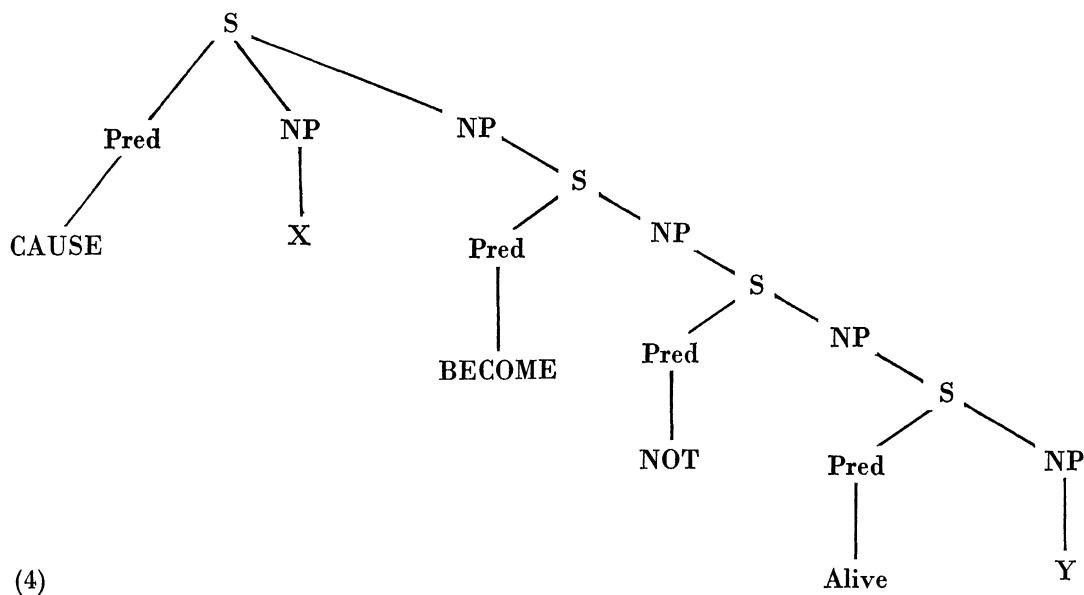 S
Pred NP NP
CAUSE X S
Pred NP
BECOME S
Pred NP
NOT S
Pred NP
(4) Alive Y